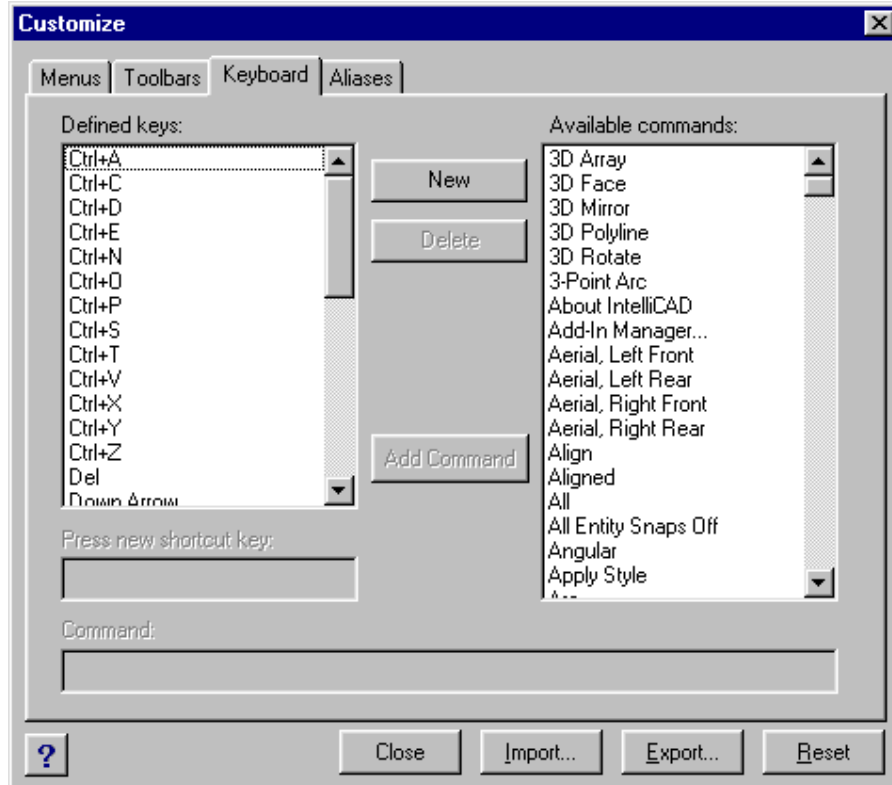 Customize
Menus
Toolbars
Keyboard
Aliases
Defined keys:
Ctrl+A
Ctrl+C
Ctrl+D
Ctrl+E
Ctrl+N
Ctrl+O
Ctrl+P
Ctrl+S
Ctrl+T
Ctrl+V
Ctrl+X
Ctrl+Y
Ctrl+Z
Del
Down Arrow
New
Delete
Add Command
Available commands:
3D Array
3D Face
3D Mirror
3D Polyline
3D Rotate
3-Point Arc
About IntelliCAD
Add-In Manager...
Aerial, Left Front
Aerial, Left Rear
Aerial, Right Front
Aerial, Right Rear
Align
Aligned
All
All Entity Snaps Off
Angular
Apply Style
Press new shortcut key:
Command:
?
Close
Import...
Export...
Reset